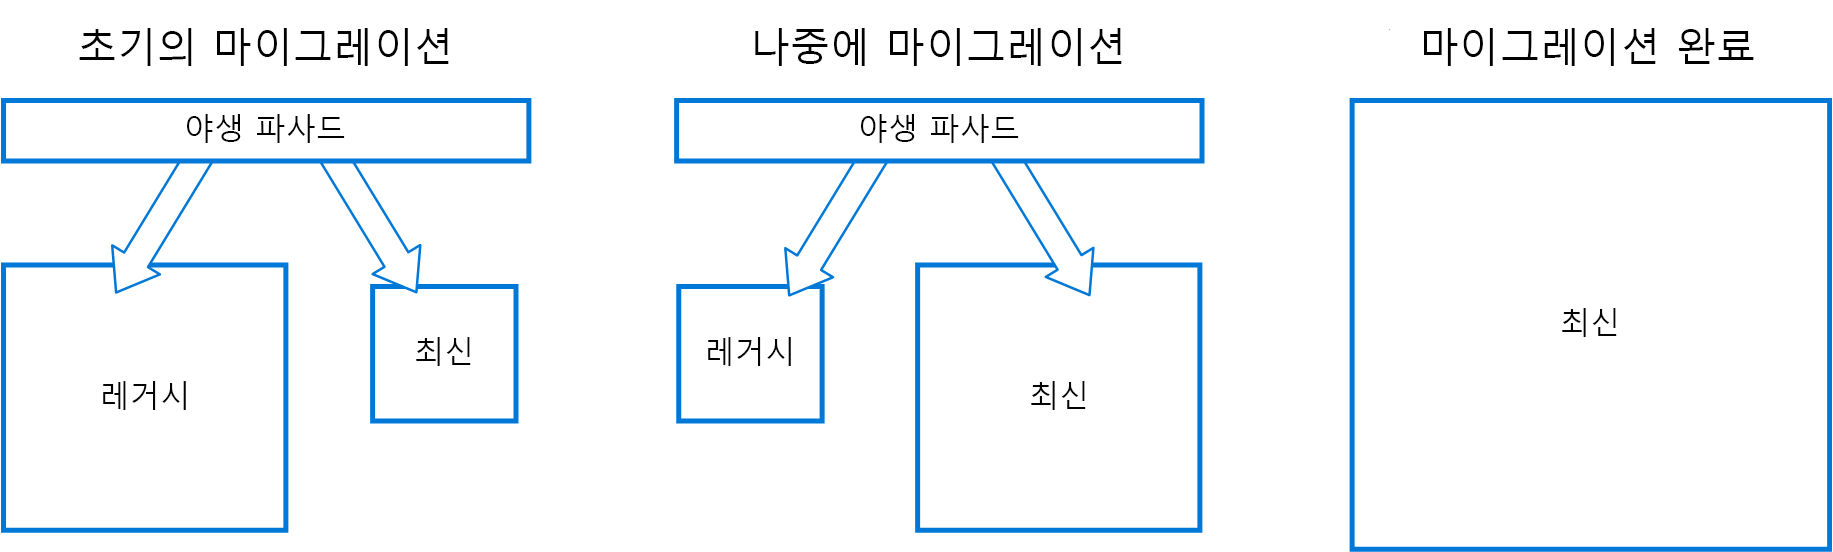 초기의 마이그레이션
야생 파사드
레거시
최신
나중에 마이그레이션
야생 파사드
레거시
최신
마이그레이션 완료
최신